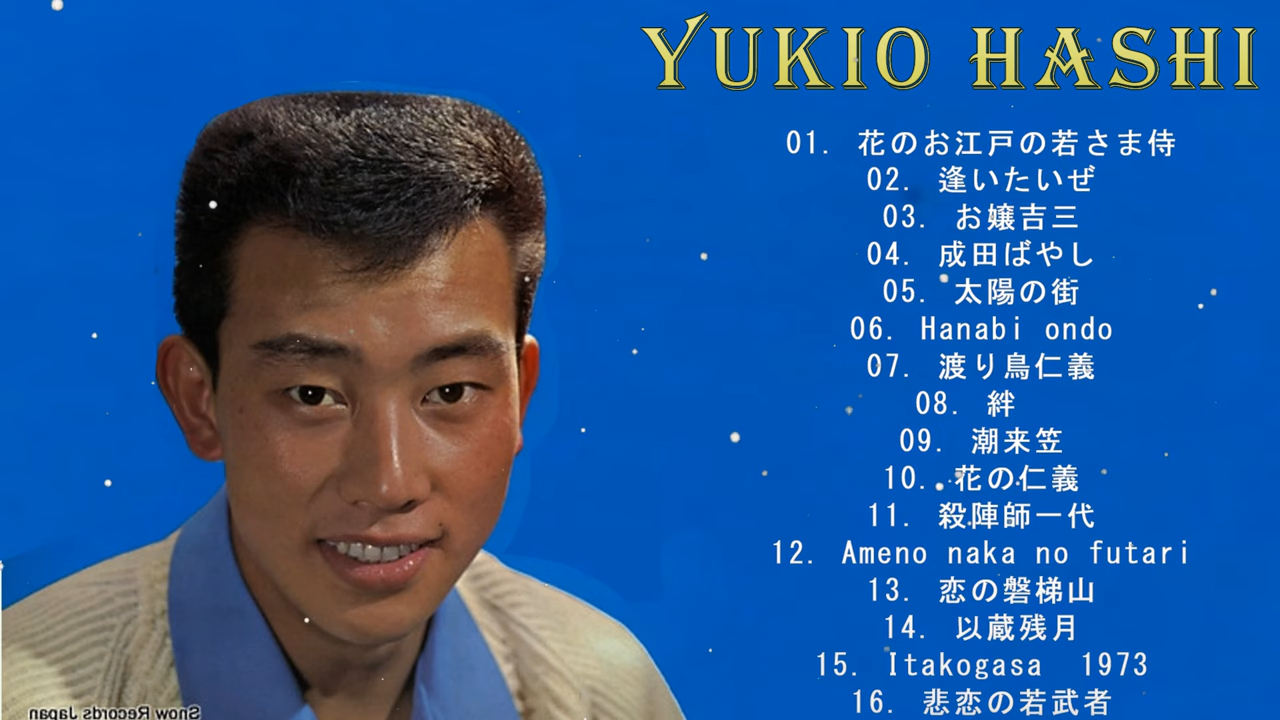 YUKIO HASHI
01. 花のお江戸の若さま侍
02. 逢いたいぜ
03. お嬢吉三
04. 成田ばやし
05. 太陽の街
06. Hanabi ondo
07. 渡り鳥仁義
08. 絆
09. 潮来笠
10. 花の仁義
11. 殺陣師一代
12. Ameno naka no futari
13. 恋の磐梯山
14. 以蔵残月
15. Itakogasa 1973
16. 悲恋の若武者
Snow Records Japan